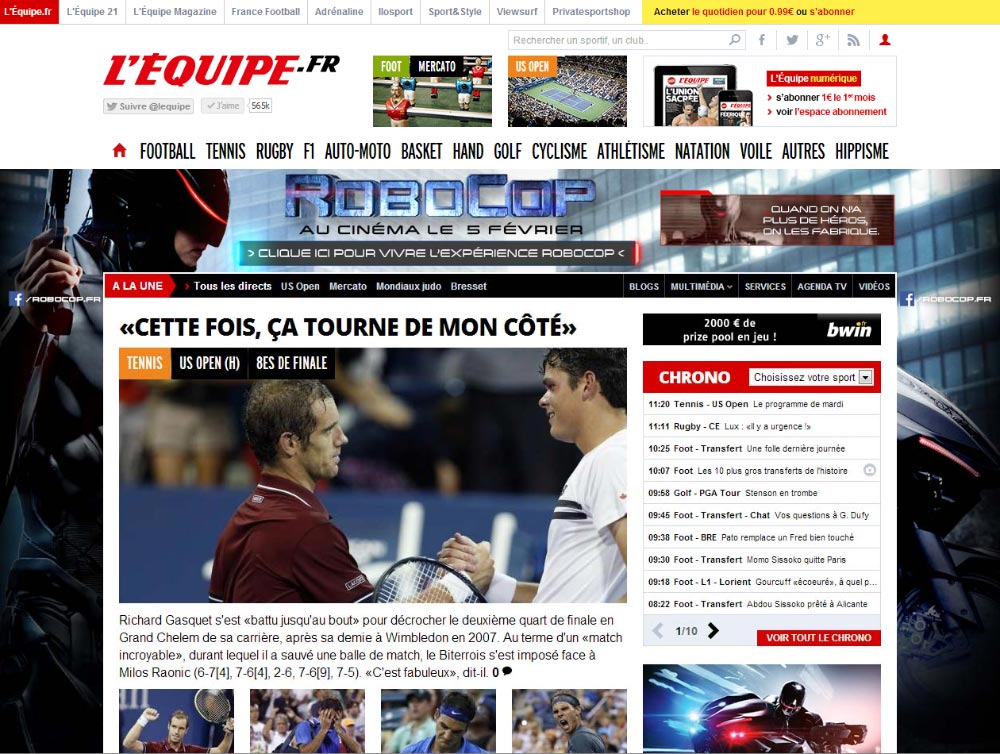 L'Équipe.fr L'Équipe 21 L'Équipe Magazine France Football Adrénaline Ilosport Sport&Style Viewsurf Privatesportshop Acheter le quotidien pour 0.99€ ou s'abonner
Rechercher un sportif, un club..
L'ÉQUIPE.FR
Suivre @lequipe J'aime 565k
FOOT MERCATO
US OPEN
L'ÉQUIPE
L'UNION SACRÉE
L'Équipe numérique
s'abonner 1€ le 1er mois
voir l'espace abonnement
FOOTBALL TENNIS RUGBY F1 AUTO-MOTO BASKET HAND GOLF CYCLISME ATHLÉTISME NATATION VOILE AUTRES HIPPISME
ROBOCOP
AU CINÉMA LE 5 FÉVRIER
> CLIQUE ICI POUR VIVRE L'EXPÉRIENCE ROBOCOP <
QUAND ON N'A
PLUS DE HÉROS,
ON LES FABRIQUE.
f /ROBOCOP.FR
f /ROBOCOP.FR
A LA UNE Tous les directs US Open Mercato Mondiaux judo Bresset BLOGS MULTIMÉDIA SERVICES AGENDA TV VIDÉOS
«CETTE FOIS, ÇA TOURNE DE MON CÔTÉ»
TENNIS US OPEN (H) 8ES DE FINALE
LACOSTE
Richard Gasquet s'est «battu jusqu'au bout» pour décrocher le deuxième quart de finale en
Grand Chelem de sa carrière, après sa demie à Wimbledon en 2007. Au terme d'un «match
incroyable», durant lequel il a sauvé une balle de match, le Biterrois s'est imposé face à
Milos Raonic (6-7[4], 7-6[4], 2-6, 7-6[9], 7-5). «C'est fabuleux», dit-il. 0
2000 € de
prize pool en jeu !
bwin.fr
CHRONO Choisissez votre sport
11:20 Tennis - US Open Le programme de mardi
11:11 Rugby - CE Lux : «Il y a urgence !»
10:25 Foot - Transfert Une folle dernière journée
10:07 Foot Les 10 plus gros transferts de l'histoire
09:58 Golf - PGA Tour Stenson en trombe
09:45 Foot - Transfert - Chat Vos questions à G. Dufy
09:38 Foot - BRE Pato remplace un Fred bien touché
09:30 Foot - Transfert Momo Sissoko quitte Paris
09:18 Foot - L1 - Lorient Gourcuff «écoeuré», à quel p...
08:22 Foot - Transfert Abdou Sissoko prêté à Alicante
1/10
VOIR TOUT LE CHRONO